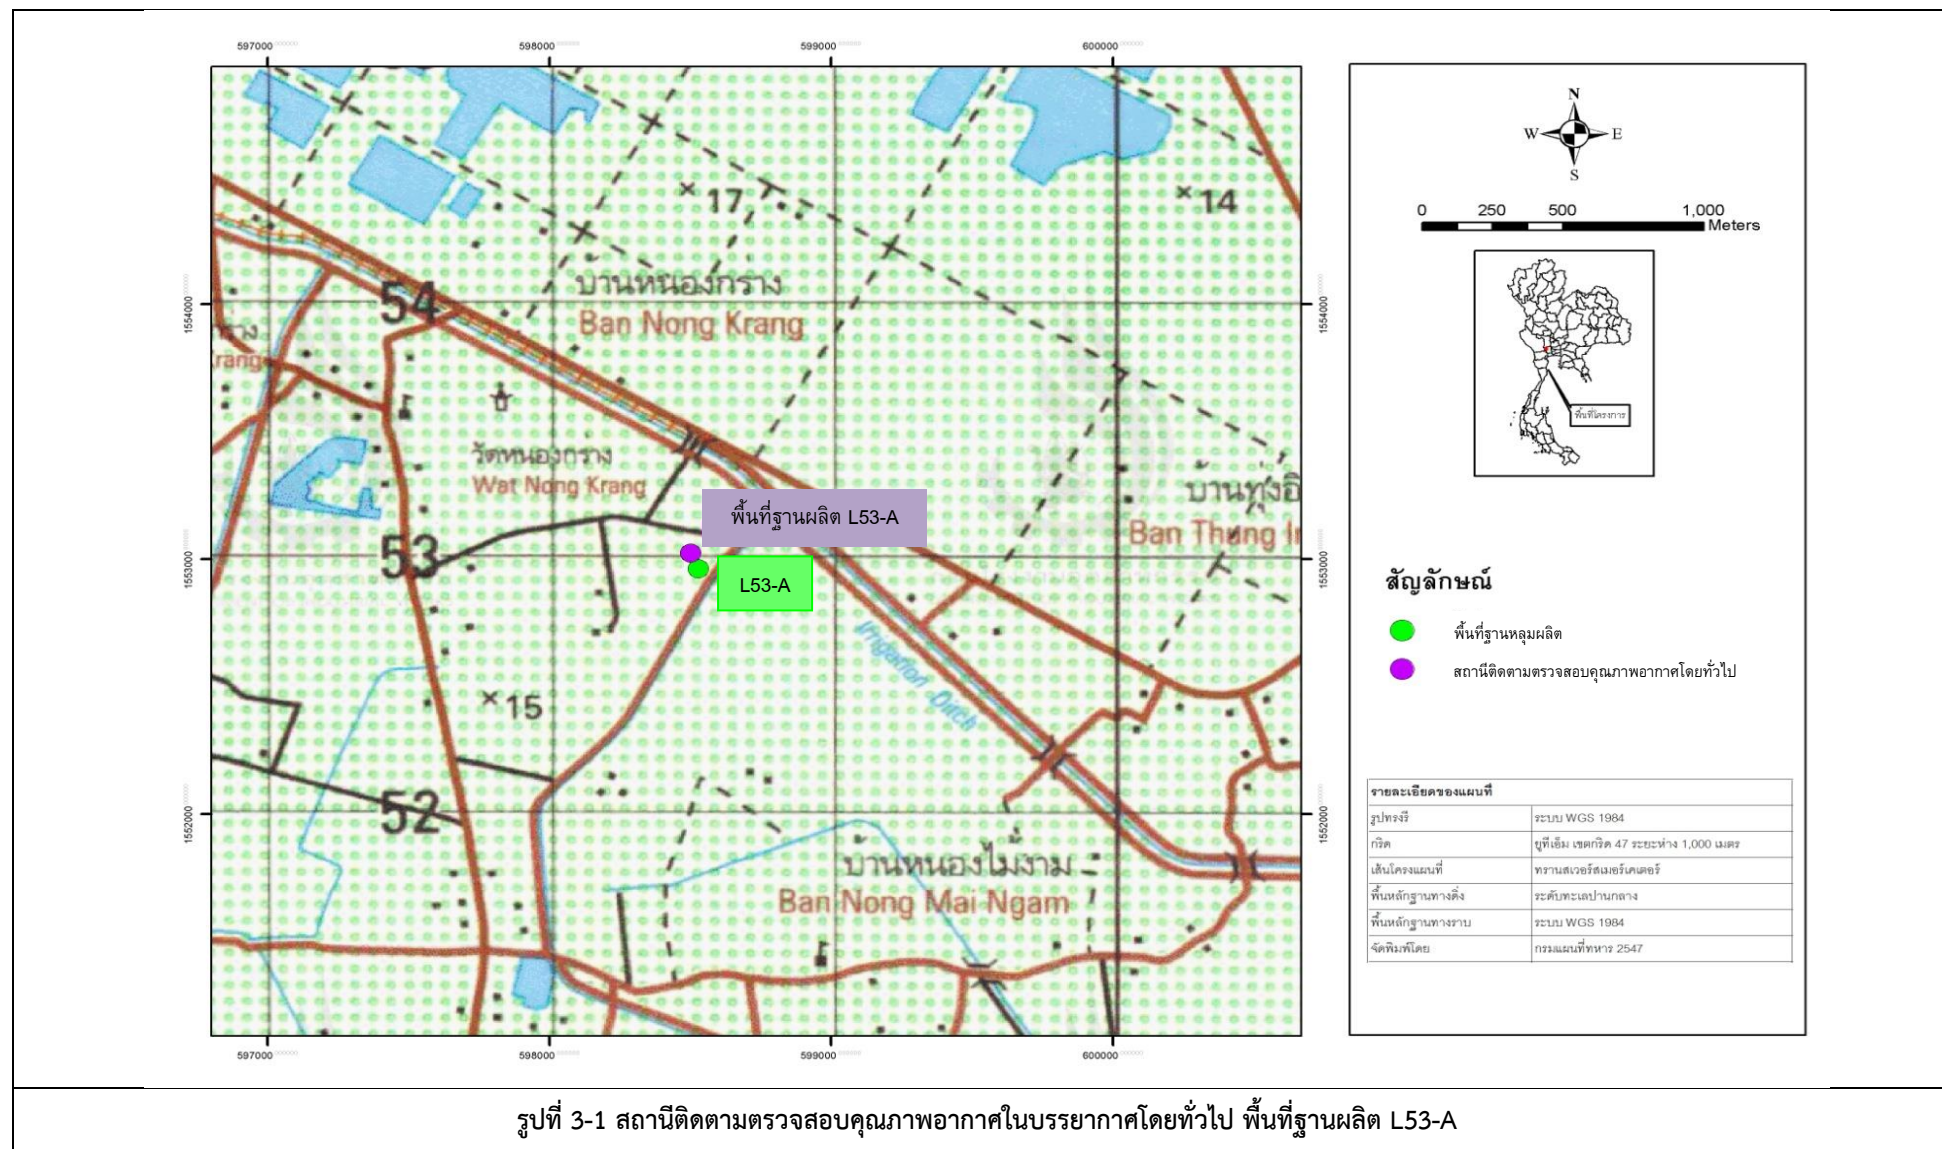 597000 598000 599000 600000
N
W E
S
0 250 500 1,000
Meters
17
14
54
1554000
1554000
บ้านหนองกร่าง
Ban Nong Krang
พื้นที่โครงการ
วัดหนองกร่าง
Wat Nong Krang
บ้านทุ่งอิ
Ban Thung I
พื้นที่ฐานผลิต L53-A
53
1553000
1553000
L53-A
สัญลักษณ์
พื้นที่ฐานหลุมผลิต
สถานีติดตามตรวจสอบคุณภาพอากาศโดยทั่วไป
Irrigation Ditch
15
52
1552000
1552000
บ้านหนองไม้งาม
Ban Nong Mai Ngam
รายละเอียดของแผนที่
รูปทรงรี ระบบ WGS 1984
กริด ยูทีเอ็ม เขตกริด 47 ระยะห่าง 1,000 เมตร
เส้นโครงแผนที่ ทรานสเวอร์สเมอร์เคเตอร์
พื้นหลักฐานทางดิ่ง ระดับทะเลปานกลาง
พื้นหลักฐานทางราบ ระบบ WGS 1984
จัดพิมพ์โดย กรมแผนที่ทหาร 2547
597000 598000 599000 600000
รูปที่ 3-1 สถานีติดตามตรวจสอบคุณภาพอากาศในบรรยากาศโดยทั่วไป พื้นที่ฐานผลิต L53-A